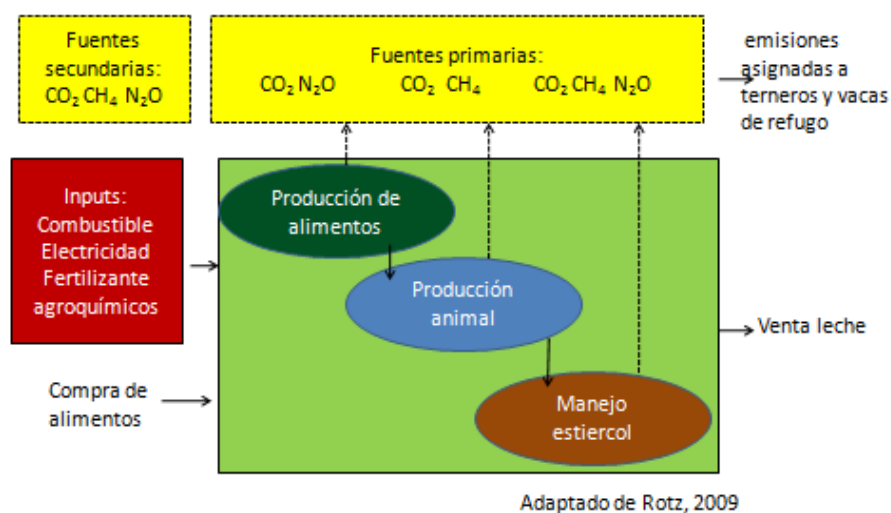 Fuentes
secundarias:
CO₂ CH₄ N₂O
Fuentes primarias:
CO₂ N₂O CO₂ CH₄ CO₂ CH₄ N₂O
emisiones
asignadas a
terneros y vacas
de refugo
Inputs:
Combustible
Electricidad
Fertilizante
agroquímicos
Producción de
alimentos
Producción
animal
Venta leche
Compra de
alimentos
Manejo
estiercol
Adaptado de Rotz, 2009